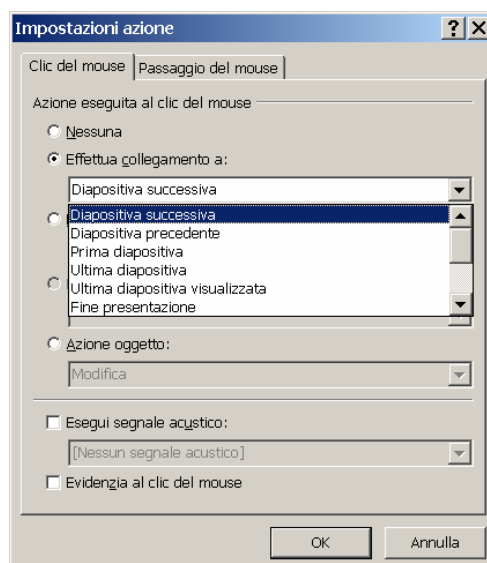 Impostazioni azione
Clic del mouse Passaggio del mouse
Azione eseguita al clic del mouse
Nessuna
Effettua collegamento a:
Diapositiva successiva
Diapositiva successiva
Diapositiva precedente
Prima diapositiva
Ultima diapositiva
Ultima diapositiva visualizzata
Fine presentazione
Azione oggetto:
Modifica
Esegui segnale acustico:
[Nessun segnale acustico]
Evidenzia al clic del mouse
OK Annulla